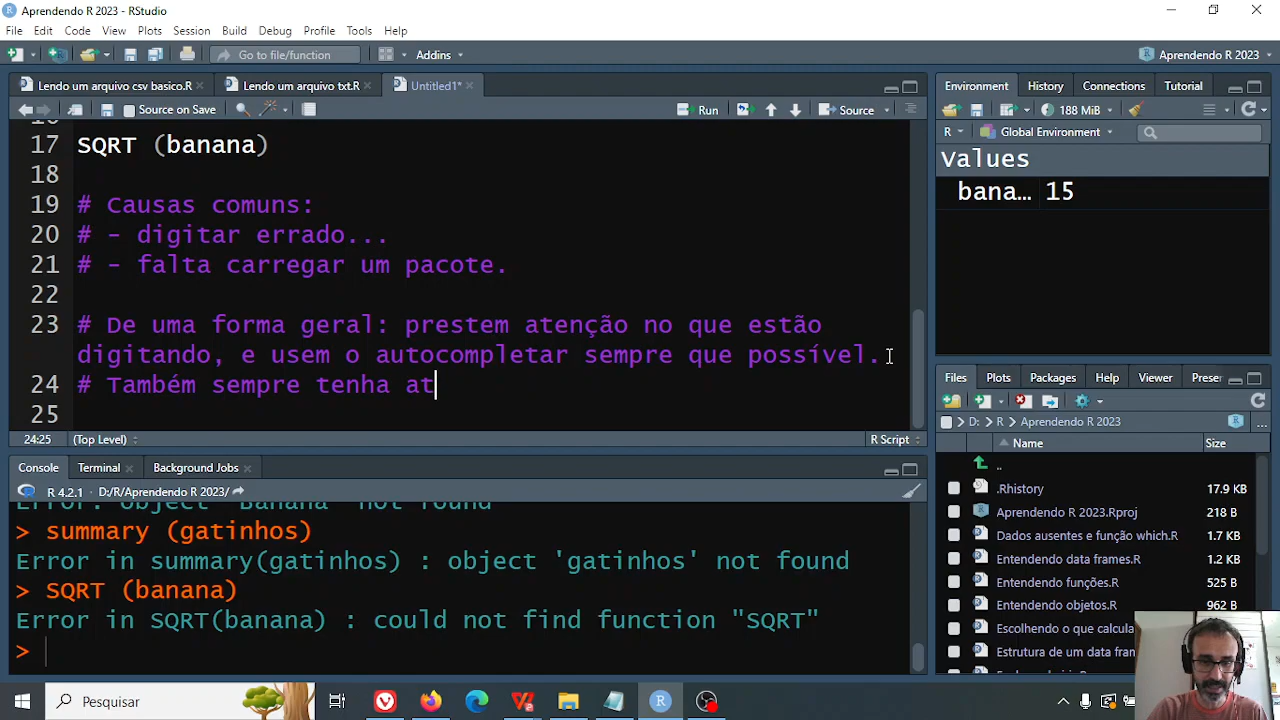 Aprendendo R 2023 - RStudio
File Edit Code View Plots Session Build Debug Profile Tools Help
Go to file/function Addins Aprendendo R 2023
Lendo um arquivo csv basico.R Lendo um arquivo txt.R Untitled1*
Source on Save Run Source
17 SQRT (banana)
18
19 # Causas comuns:
20 # - digitar errado...
21 # - falta carregar um pacote.
22
23 # De uma forma geral: prestem atenção no que estão
digitando, e usem o autocompletar sempre que possível.
24 # Também sempre tenha at
25
24:25 (Top Level) R Script
Console Terminal Background Jobs
R 4.2.1 · D:/R/Aprendendo R 2023/
Error: object 'Banana' not found
> summary (gatinhos)
Error in summary(gatinhos) : object 'gatinhos' not found
> SQRT (banana)
Error in SQRT(banana) : could not find function "SQRT"
>
Environment History Connections Tutorial
188 MiB
R Global Environment
Values
bana… 15
Files Plots Packages Help Viewer Preser
D: R Aprendendo R 2023 ...
Name Size
..
.Rhistory 17.9 KB
Aprendendo R 2023.Rproj 218 B
Dados ausentes e função which.R 1.2 KB
Entendendo data frames.R 1.2 KB
Entendendo funções.R 525 B
Entendendo objetos.R 962 B
Escolhendo o que calcula
Estrutura de um data fram
Pesquisar